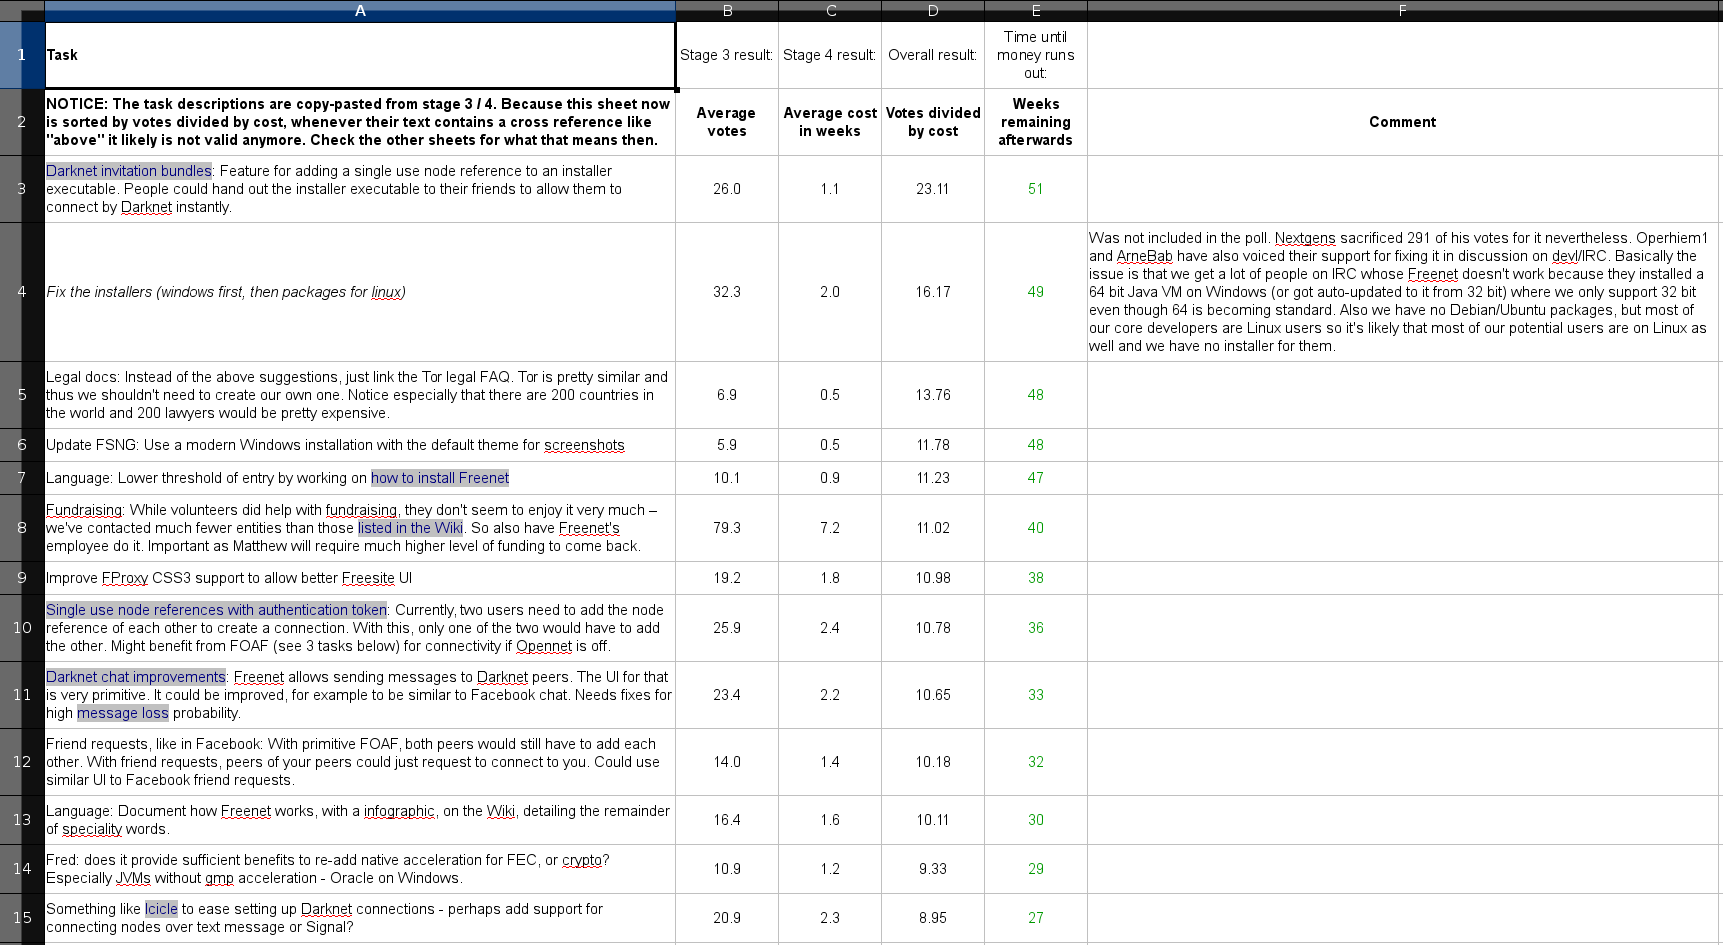 A B C D E F
1 Task Stage 3 result: Stage 4 result: Overall result: Time until
money runs
out:
2 NOTICE: The task descriptions are copy-pasted from stage 3 / 4. Because this sheet now
is sorted by votes divided by cost, whenever their text contains a cross reference like
"above" it likely is not valid anymore. Check the other sheets for what that means then.
Average
votes
Average cost
in weeks
Votes divided
by cost
Weeks
remaining
afterwards
Comment
3 Darknet invitation bundles: Feature for adding a single use node reference to an installer
executable. People could hand out the installer executable to their friends to allow them to
connect by Darknet instantly.
26.0 1.1 23.11 51
4 Fix the installers (windows first, then packages for linux) 32.3 2.0 16.17 49
Was not included in the poll. Nextgens sacrificed 291 of his votes for it nevertheless. Operhiem1
and ArneBab have also voiced their support for fixing it in discussion on devl/IRC. Basically the
issue is that we get a lot of people on IRC whose Freenet doesn't work because they installed a
64 bit Java VM on Windows (or got auto-updated to it from 32 bit) where we only support 32 bit
even though 64 is becoming standard. Also we have no Debian/Ubuntu packages, but most of
our core developers are Linux users so it's likely that most of our potential users are on Linux as
well and we have no installer for them.
5 Legal docs: Instead of the above suggestions, just link the Tor legal FAQ. Tor is pretty similar and
thus we shouldn't need to create our own one. Notice especially that there are 200 countries in
the world and 200 lawyers would be pretty expensive.
6.9 0.5 13.76 48
6 Update FSNG: Use a modern Windows installation with the default theme for screenshots 5.9 0.5 11.78 48
7 Language: Lower threshold of entry by working on how to install Freenet 10.1 0.9 11.23 47
8 Fundraising: While volunteers did help with fundraising, they don't seem to enjoy it very much –
we've contacted much fewer entities than those listed in the Wiki. So also have Freenet's
employee do it. Important as Matthew will require much higher level of funding to come back.
79.3 7.2 11.02 40
9 Improve FProxy CSS3 support to allow better Freesite UI 19.2 1.8 10.98 38
10 Single use node references with authentication token: Currently, two users need to add the node
reference of each other to create a connection. With this, only one of the two would have to add
the other. Might benefit from FOAF (see 3 tasks below) for connectivity if Opennet is off.
25.9 2.4 10.78 36
11 Darknet chat improvements: Freenet allows sending messages to Darknet peers. The UI for that
is very primitive. It could be improved, for example to be similar to Facebook chat. Needs fixes for
high message loss probability.
23.4 2.2 10.65 33
12 Friend requests, like in Facebook: With primitive FOAF, both peers would still have to add each
other. With friend requests, peers of your peers could just request to connect to you. Could use
similar UI to Facebook friend requests.
14.0 1.4 10.18 32
13 Language: Document how Freenet works, with a infographic, on the Wiki, detailing the remainder
of speciality words.
16.4 1.6 10.11 30
14 Fred: does it provide sufficient benefits to re-add native acceleration for FEC, or crypto?
Especially JVMs without gmp acceleration - Oracle on Windows.
10.9 1.2 9.33 29
15 Something like Icicle to ease setting up Darknet connections - perhaps add support for
connecting nodes over text message or Signal?
20.9 2.3 8.95 27